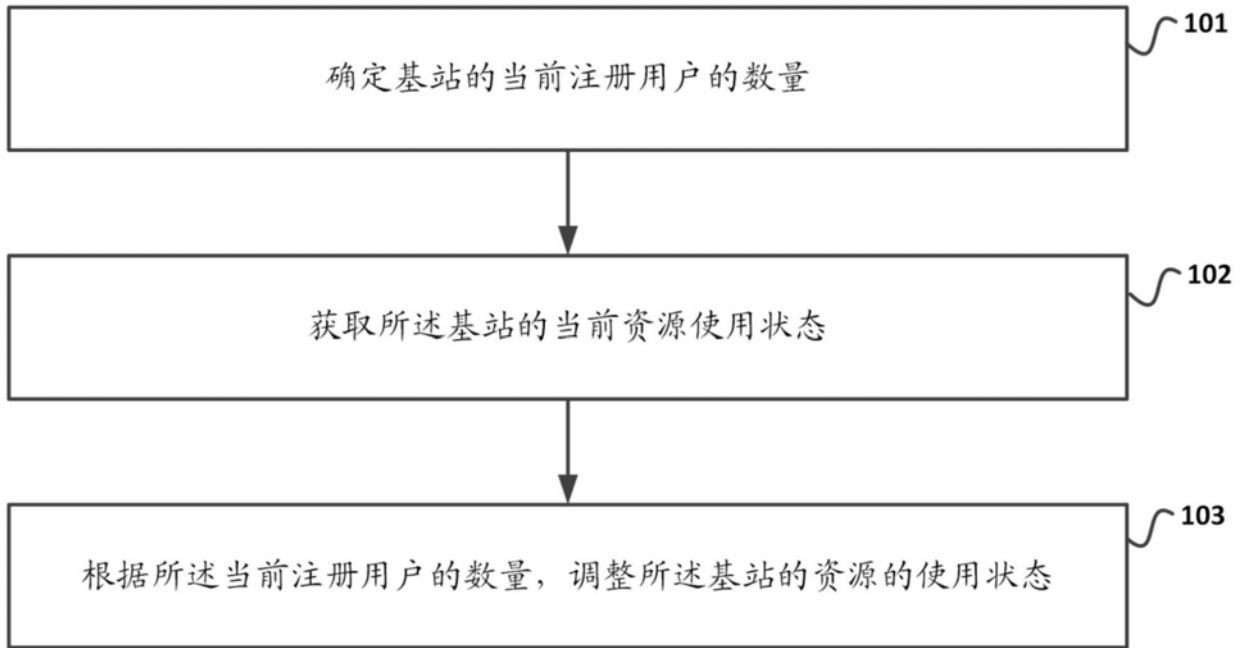 101
确定基站的当前注册用户的数量
102
获取所述基站的当前资源使用状态
103
根据所述当前注册用户的数量，调整所述基站的资源的使用状态